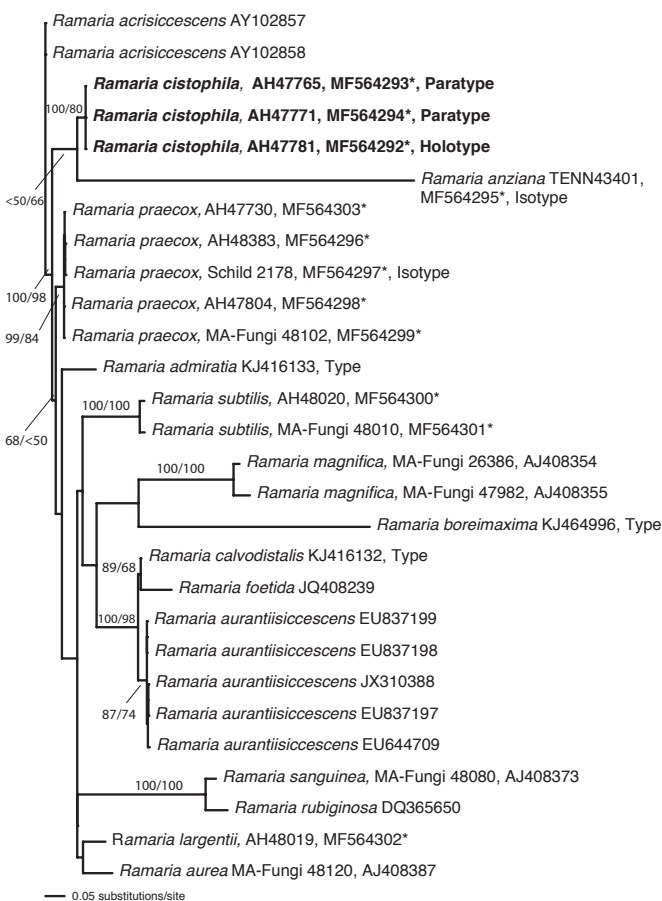 Ramaria acrisiccescens AY102857
Ramaria acrisiccescens AY102858
Ramaria cistophila, AH47765, MF564293*, Paratype
100/80
Ramaria cistophila, AH47771, MF564294*, Paratype
Ramaria cistophila, AH47781, MF564292*, Holotype
Ramaria anziana TENN43401,
MF564295*, Isotype
<50/66
Ramaria praecox, AH47730, MF564303*
Ramaria praecox, AH48383, MF564296*
Ramaria praecox, Schild 2178, MF564297*, Isotype
100/98
Ramaria praecox, AH47804, MF564298*
99/84
Ramaria praecox, MA-Fungi 48102, MF564299*
Ramaria admiratia KJ416133, Type
Ramaria subtilis, AH48020, MF564300*
100/100
Ramaria subtilis, MA-Fungi 48010, MF564301*
68/<50
Ramaria magnifica, MA-Fungi 26386, AJ408354
100/100
Ramaria magnifica, MA-Fungi 47982, AJ408355
Ramaria boreimaxima KJ464996, Type
Ramaria calvodistalis KJ416132, Type
89/68
Ramaria foetida JQ408239
100/98
Ramaria aurantiisiccescens EU837199
Ramaria aurantiisiccescens EU837198
Ramaria aurantiisiccescens JX310388
Ramaria aurantiisiccescens EU837197
87/74
Ramaria aurantiisiccescens EU644709
Ramaria sanguinea, MA-Fungi 48080, AJ408373
100/100
Ramaria rubiginosa DQ365650
Ramaria largentii, AH48019, MF564302*
Ramaria aurea MA-Fungi 48120, AJ408387
0.05 substitutions/site